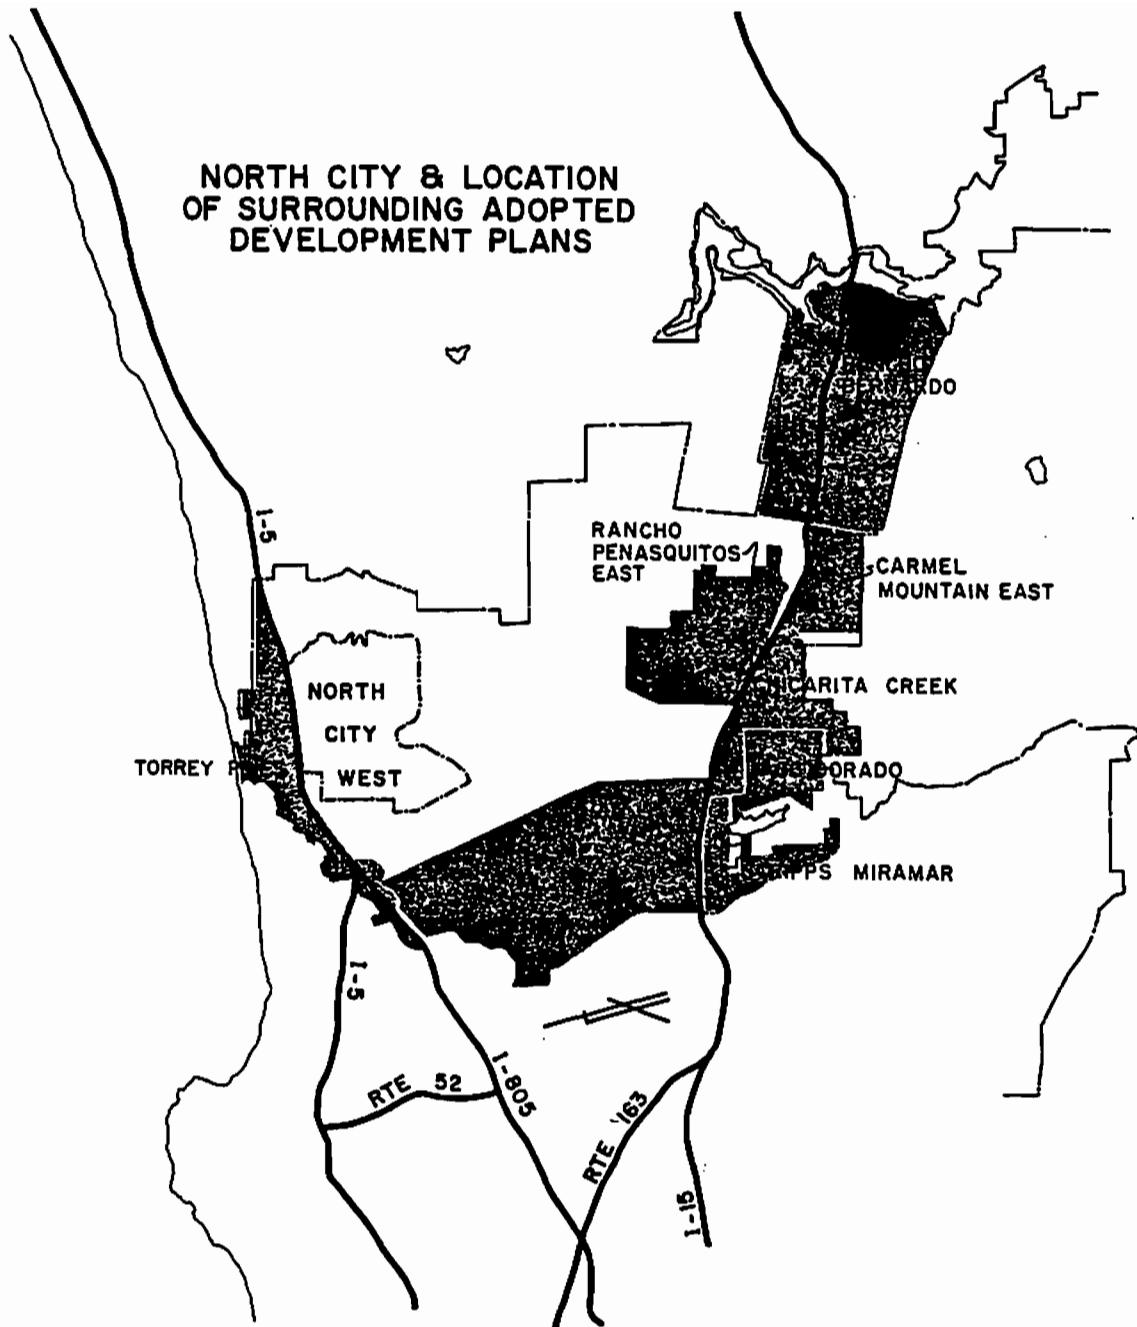 NORTH CITY & LOCATION
OF SURROUNDING ADOPTED
DEVELOPMENT PLANS
BERNARDO
I-5
RANCHO
PENASQUITOS
EAST
CARMEL
MOUNTAIN EAST
NORTH
CITY
WEST
CREEK
TORREY
MIRAMAR
I-5
I-805
RTE 52
RTE 163
I-15